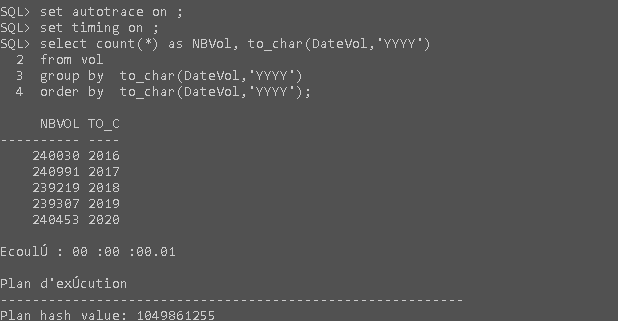 SQL> set autotrace on ;
SQL> set timing on ;
SQL> select count(*) as NBVol, to_char(DateVol,'YYYY')
  2  from vol
  3  group by  to_char(DateVol,'YYYY')
  4  order by  to_char(DateVol,'YYYY');
     NBVOL TO_C
---------- ----
    240030 2016
    240991 2017
    239219 2018
    239307 2019
    240453 2020
EcoulÚ : 00 :00 :00.01
Plan d'exÚcution
----------------------------------------------------------
Plan hash value: 1049861255